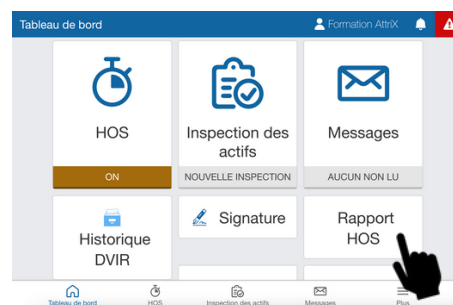 Tableau de bord
Formation AttriX
HOS
ON
Inspection des
actifs
NOUVELLE INSPECTION
Messages
AUCUN NON LU
Historique
DVIR
Signature
Rapport
HOS
Tableau de bord
HOS
Inspection des actifs
Messages
Plus